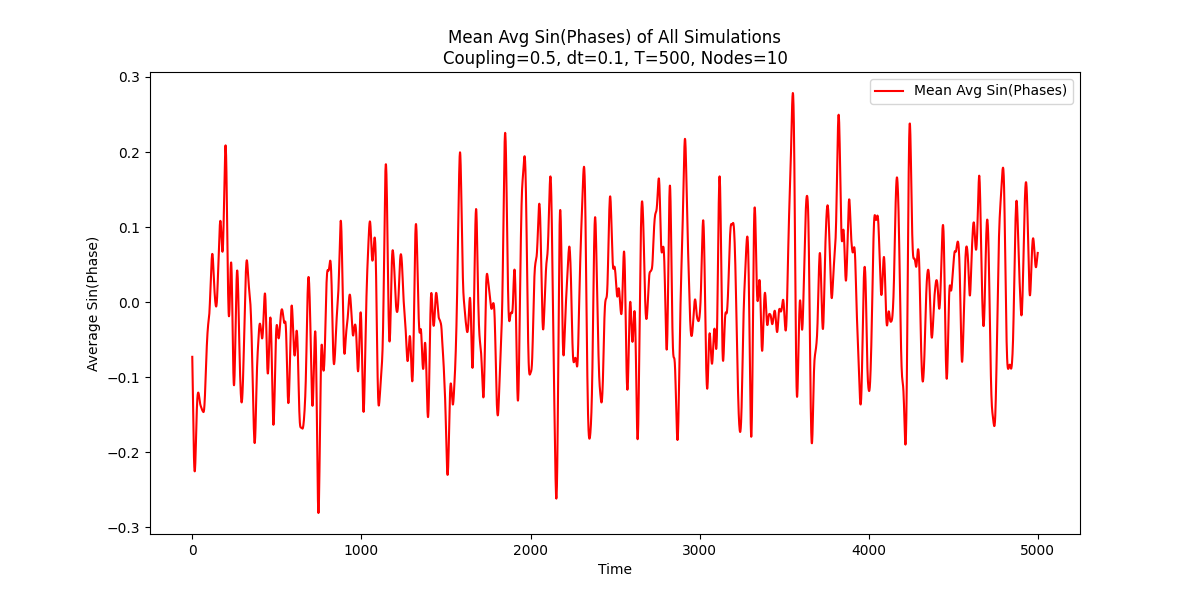 Mean Avg Sin(Phases) of All Simulations
Coupling=0.5, dt=0.1, T=500, Nodes=10
Mean Avg Sin(Phases)
Average Sin(Phase)
0.3
0.2
0.1
0.0
−0.1
−0.2
−0.3
0 1000 2000 3000 4000 5000
Time